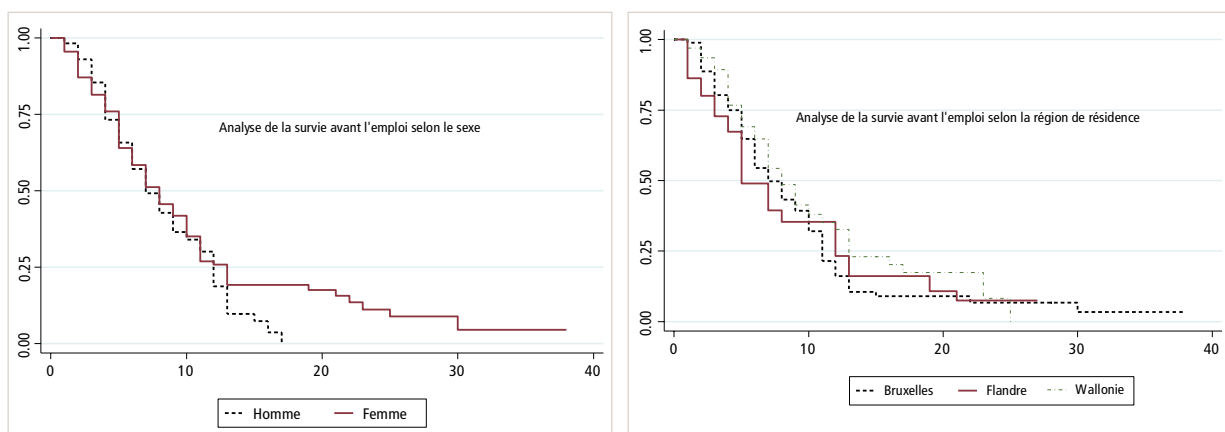 1.00
0.75
0.50
0.25
0.00
Analyse de la survie avant l'emploi selon le sexe
0 10 20 30 40
Homme Femme
1.00
0.75
0.50
0.25
0.00
Analyse de la survie avant l'emploi selon la région de résidence
0 10 20 30 40
Bruxelles Flandre Wallonie